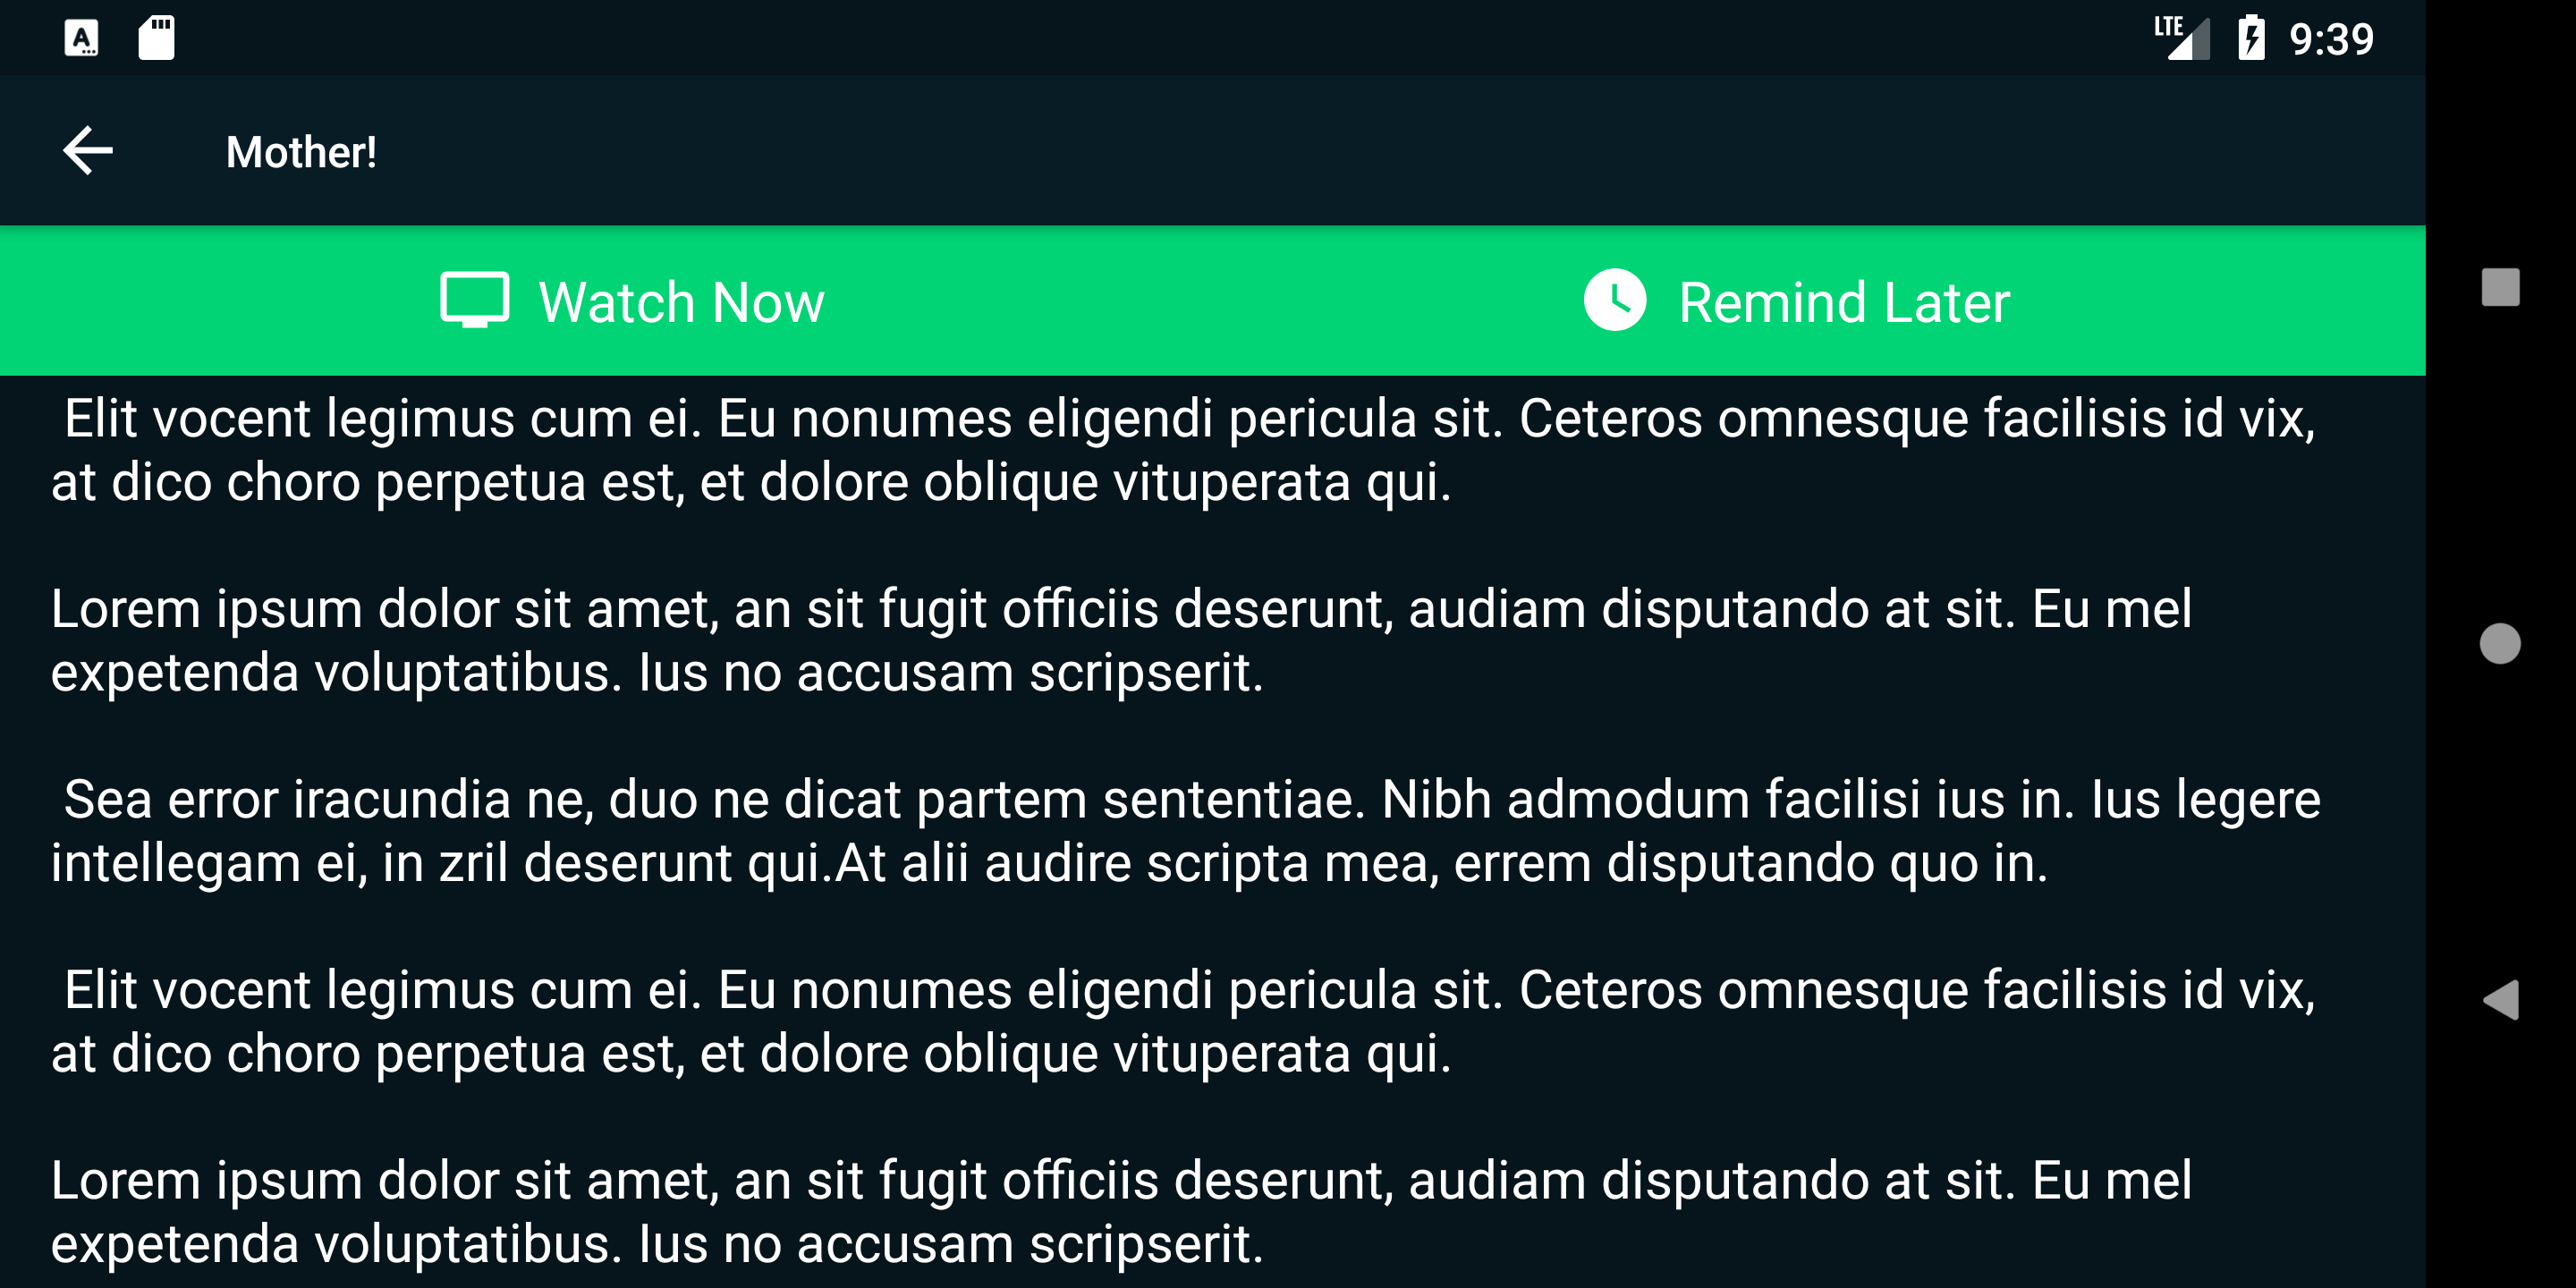 A
LTE
9:39
Mother!
Watch Now
Remind Later
Elit vocent legimus cum ei. Eu nonumes eligendi pericula sit. Ceteros omnesque facilisis id vix,
at dico choro perpetua est, et dolore oblique vituperata qui.
Lorem ipsum dolor sit amet, an sit fugit officiis deserunt, audiam disputando at sit. Eu mel
expetenda voluptatibus. Ius no accusam scripserit.
Sea error iracundia ne, duo ne dicat partem sententiae. Nibh admodum facilisi ius in. Ius legere
intellegam ei, in zril deserunt qui.At alii audire scripta mea, errem disputando quo in.
Elit vocent legimus cum ei. Eu nonumes eligendi pericula sit. Ceteros omnesque facilisis id vix,
at dico choro perpetua est, et dolore oblique vituperata qui.
Lorem ipsum dolor sit amet, an sit fugit officiis deserunt, audiam disputando at sit. Eu mel
expetenda voluptatibus. Ius no accusam scripserit.